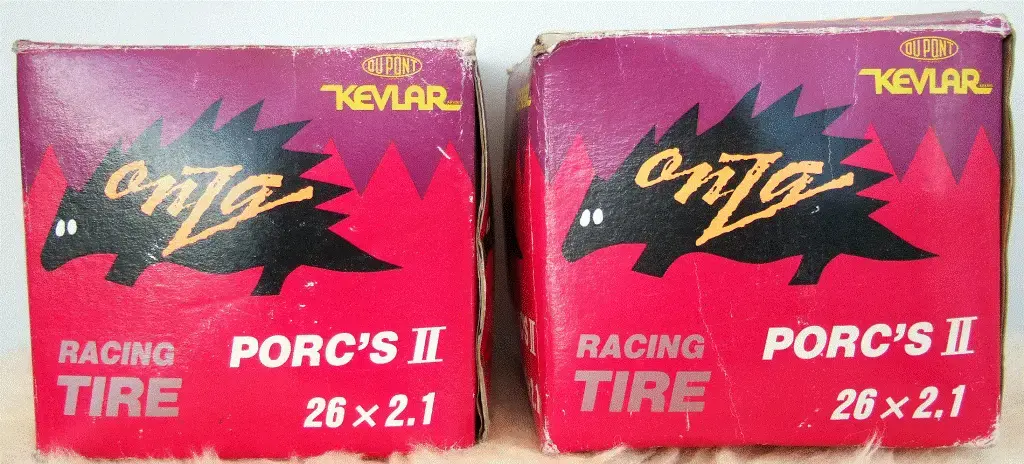 DU PONT
KEVLAR
onza
RACING
TIRE
PORC'S II
26 × 2.1
DU PONT
KEVLAR
onza
RACING
TIRE
PORC'S II
26 × 2.1